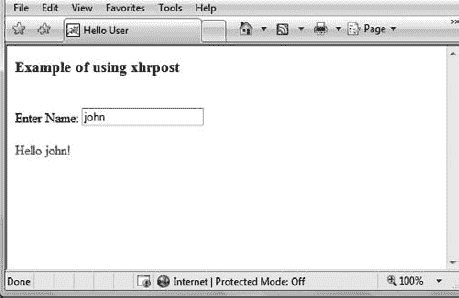 File Edit View Favorites Tools Help
Hello User Page
Example of using xhrpost
Enter Name: john
Hello john!
Done Internet | Protected Mode: Off 100%